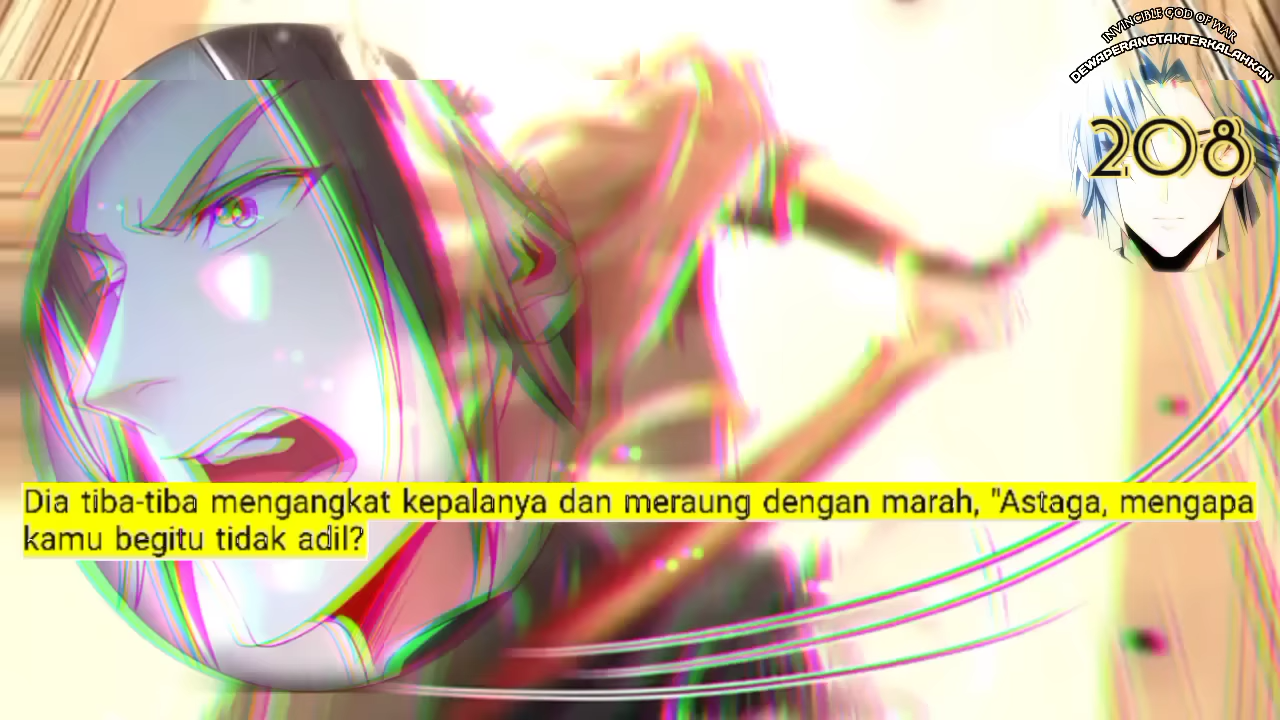 INVINCIBLE GOD OF WAR
DEWAPERANGTAKTERKALAHKAN
208
Dia tiba-tiba mengangkat kepalanya dan meraung dengan marah, "Astaga, mengapa
kamu begitu tidak adil?